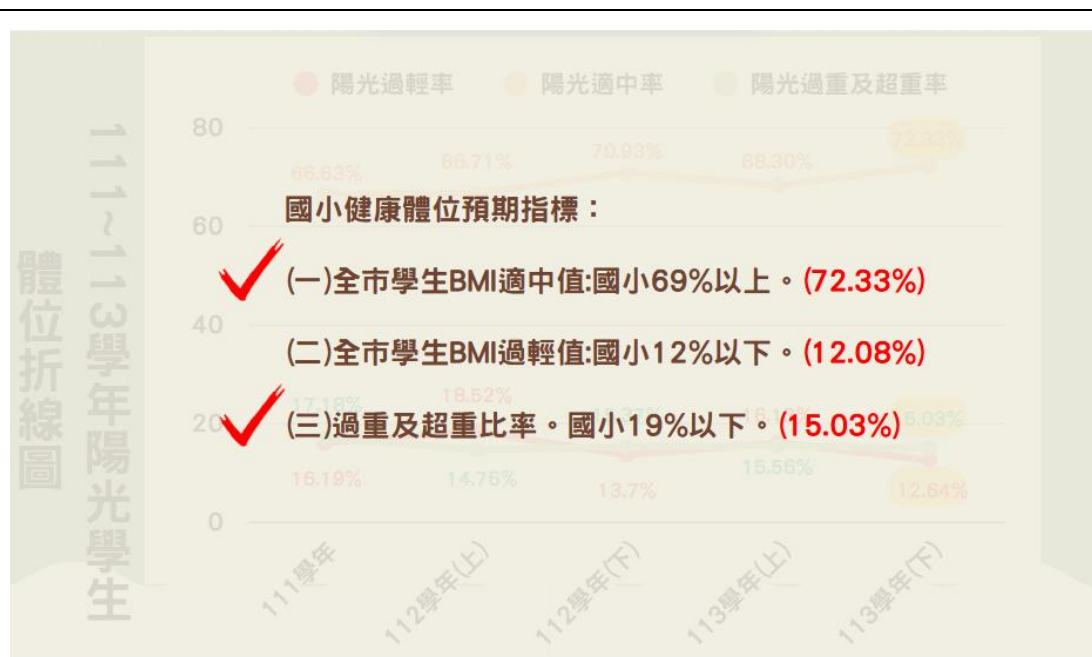 陽光過輕率 陽光適中率 陽光過重及超重率
111~113學年陽光學生
體位折線圖
80
72.33%
66.63% 66.71% 70.93% 68.30%
國小健康體位預期指標：
60
(一)全市學生BMI適中值:國小69%以上。(72.33%)
40
(二)全市學生BMI過輕值:國小12%以下。(12.08%)
17.18% 18.52%
20
(三)過重及超重比率。國小19%以下。(15.03%)
16.19% 14.76% 13.7% 15.56% 12.64%
0
111學年 112學年(上) 112學年(下) 113學年(上) 113學年(下)